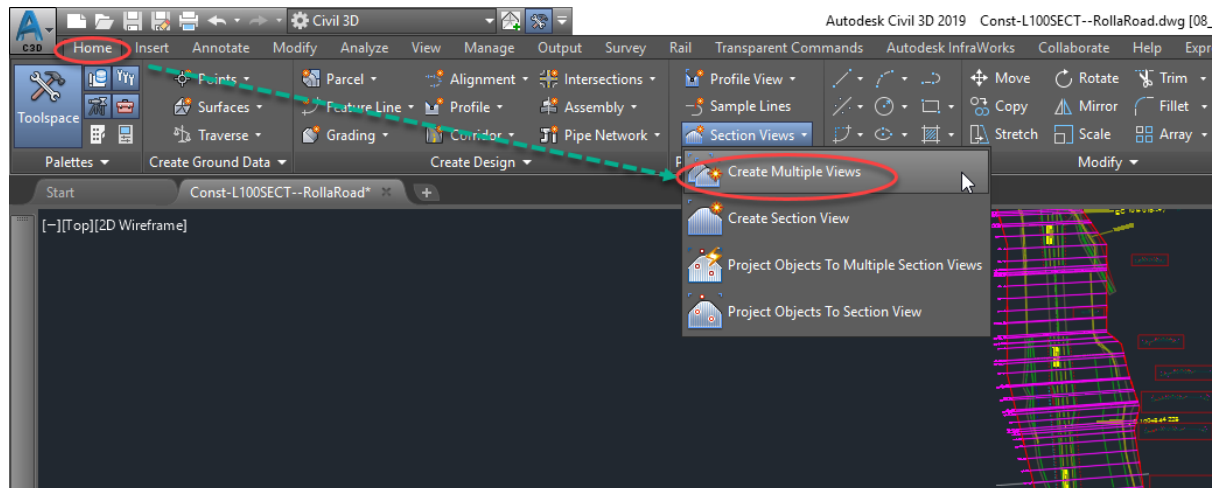 Civil 3D
Autodesk Civil 3D 2019 Const-L100SECT--RollaRoad.dwg [08_
C3D Home Insert Annotate Modify Analyze View Manage Output Survey Rail Transparent Commands Autodesk InfraWorks Collaborate Help Expr
Toolspace
Points Parcel Alignment Intersections Profile View Move Rotate Trim
Surfaces Feature Line Profile Assembly Sample Lines Copy Mirror Fillet
Traverse Grading Corridor Pipe Network Section Views Stretch Scale Array
Palettes Create Ground Data Create Design P Modify
Start Const-L100SECT--RollaRoad*
Create Multiple Views
[−][Top][2D Wireframe]
Create Section View
Project Objects To Multiple Section Views
Project Objects To Section View